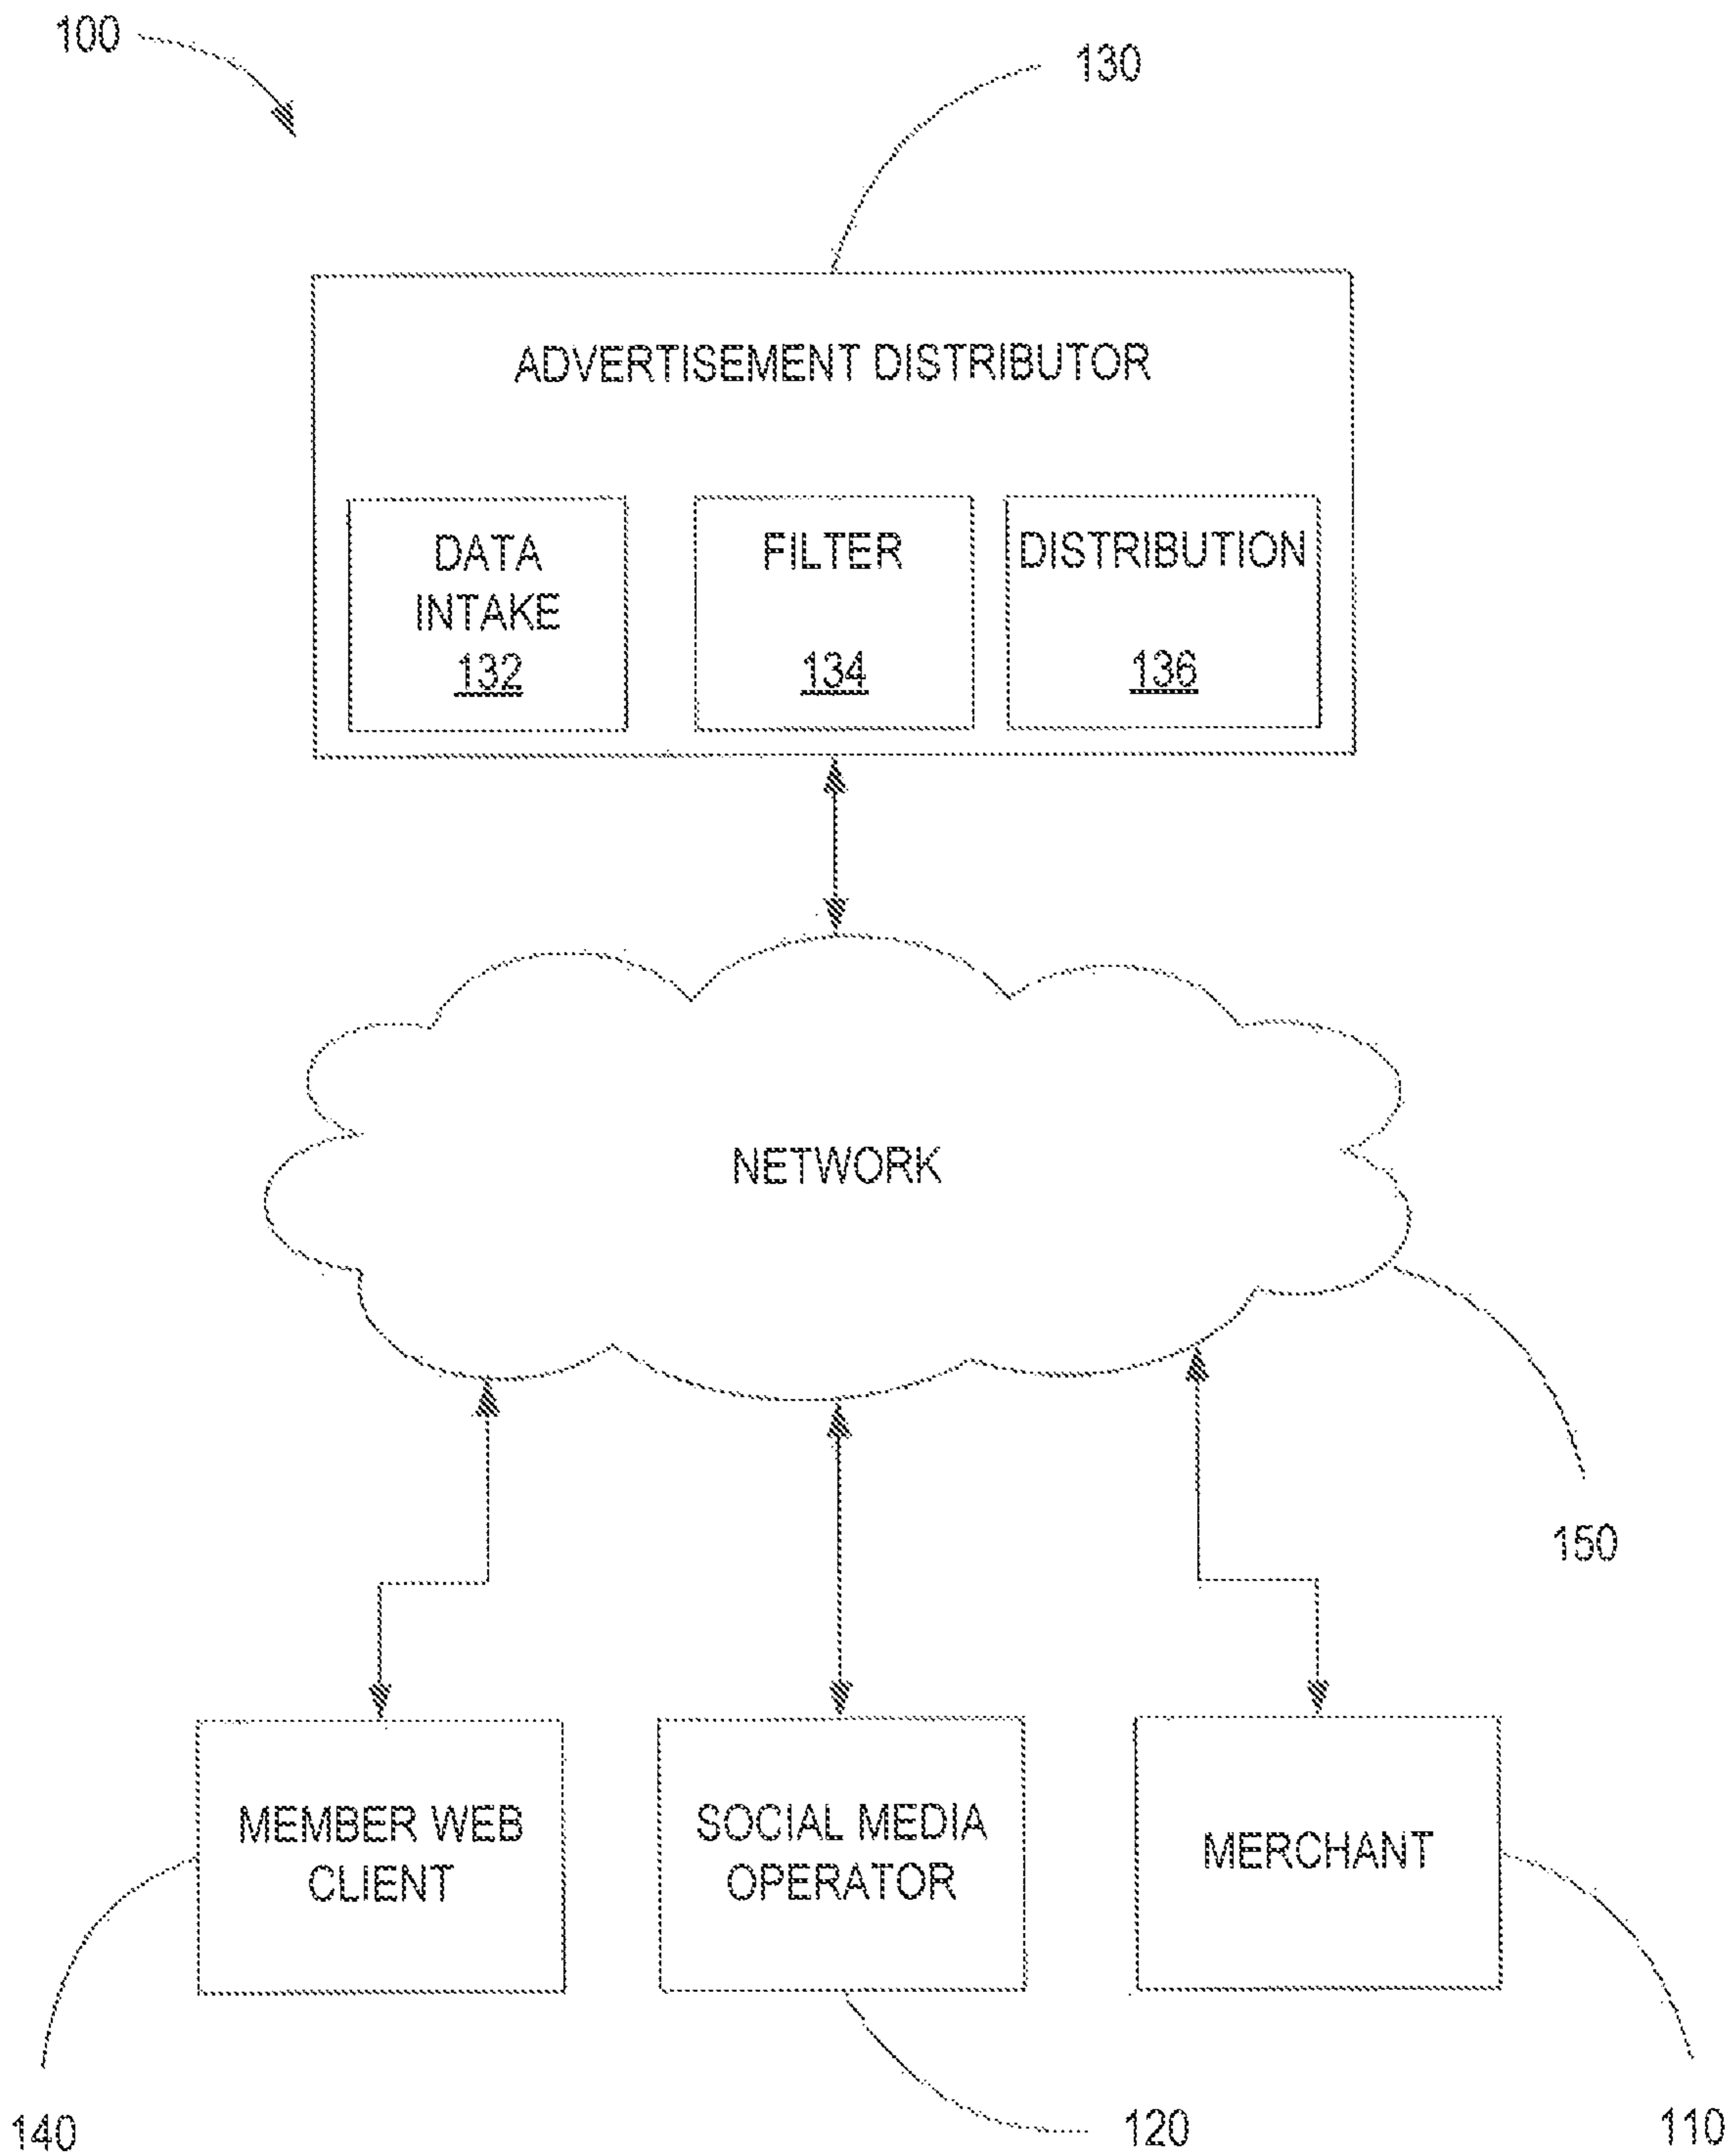 100
130
ADVERTISEMENT DISTRIBUTOR
DATA
INTAKE
132
FILTER
134
DISTRIBUTION
136
NETWORK
150
MEMBER WEB
CLIENT
SOCIAL MEDIA
OPERATOR
MERCHANT
140
120
110